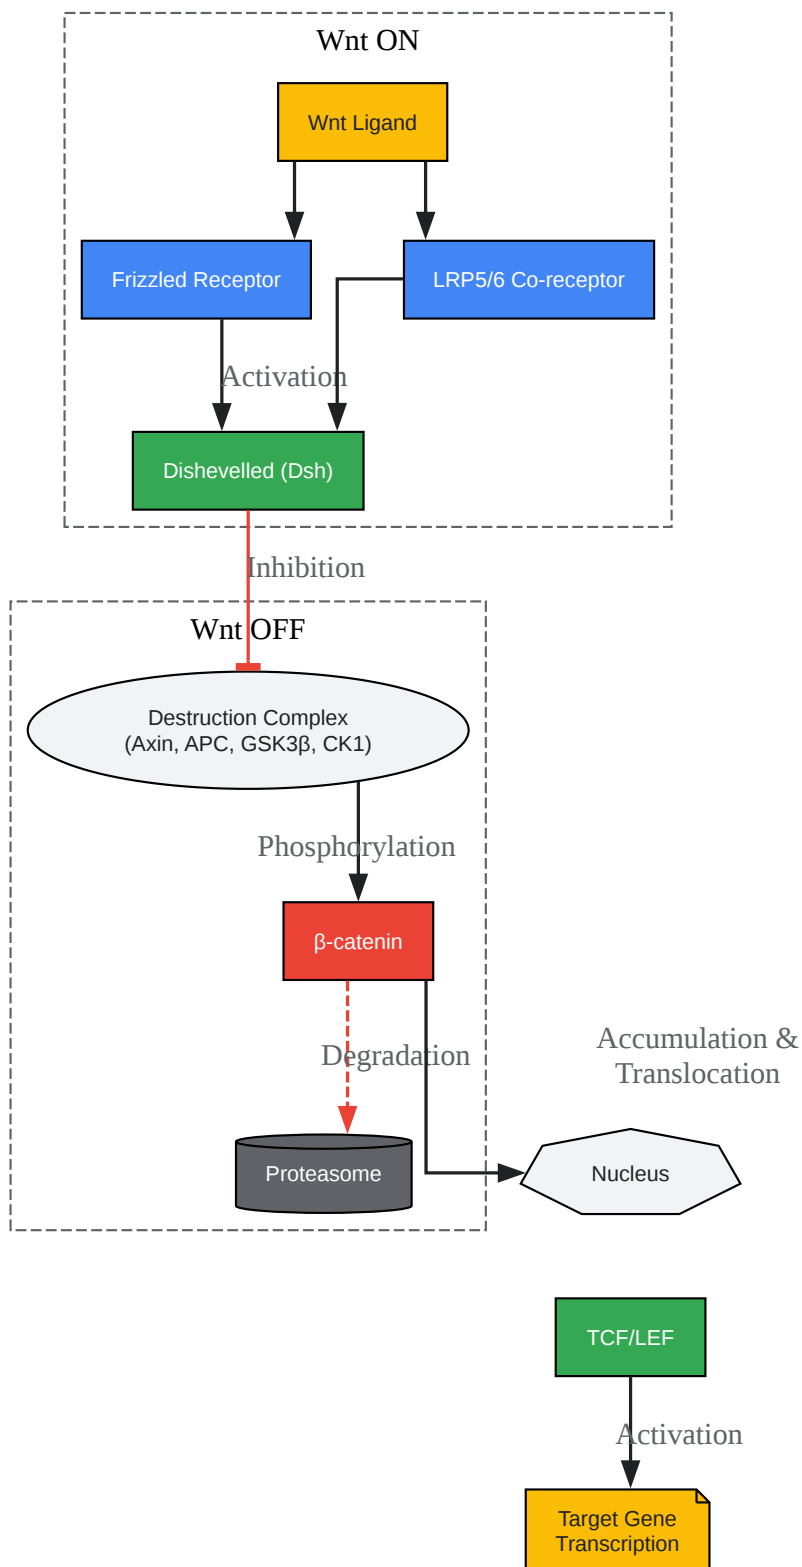 Wnt ON
Wnt Ligand
Frizzled Receptor
LRP5/6 Co-receptor
Activation
Dishevelled (Dsh)
Inhibition
Wnt OFF
Destruction Complex
(Axin, APC, GSK3β, CK1)
Phosphorylation
β-catenin
Degradation
Accumulation &
Translocation
Proteasome
Nucleus
TCF/LEF
Activation
Target Gene
Transcription